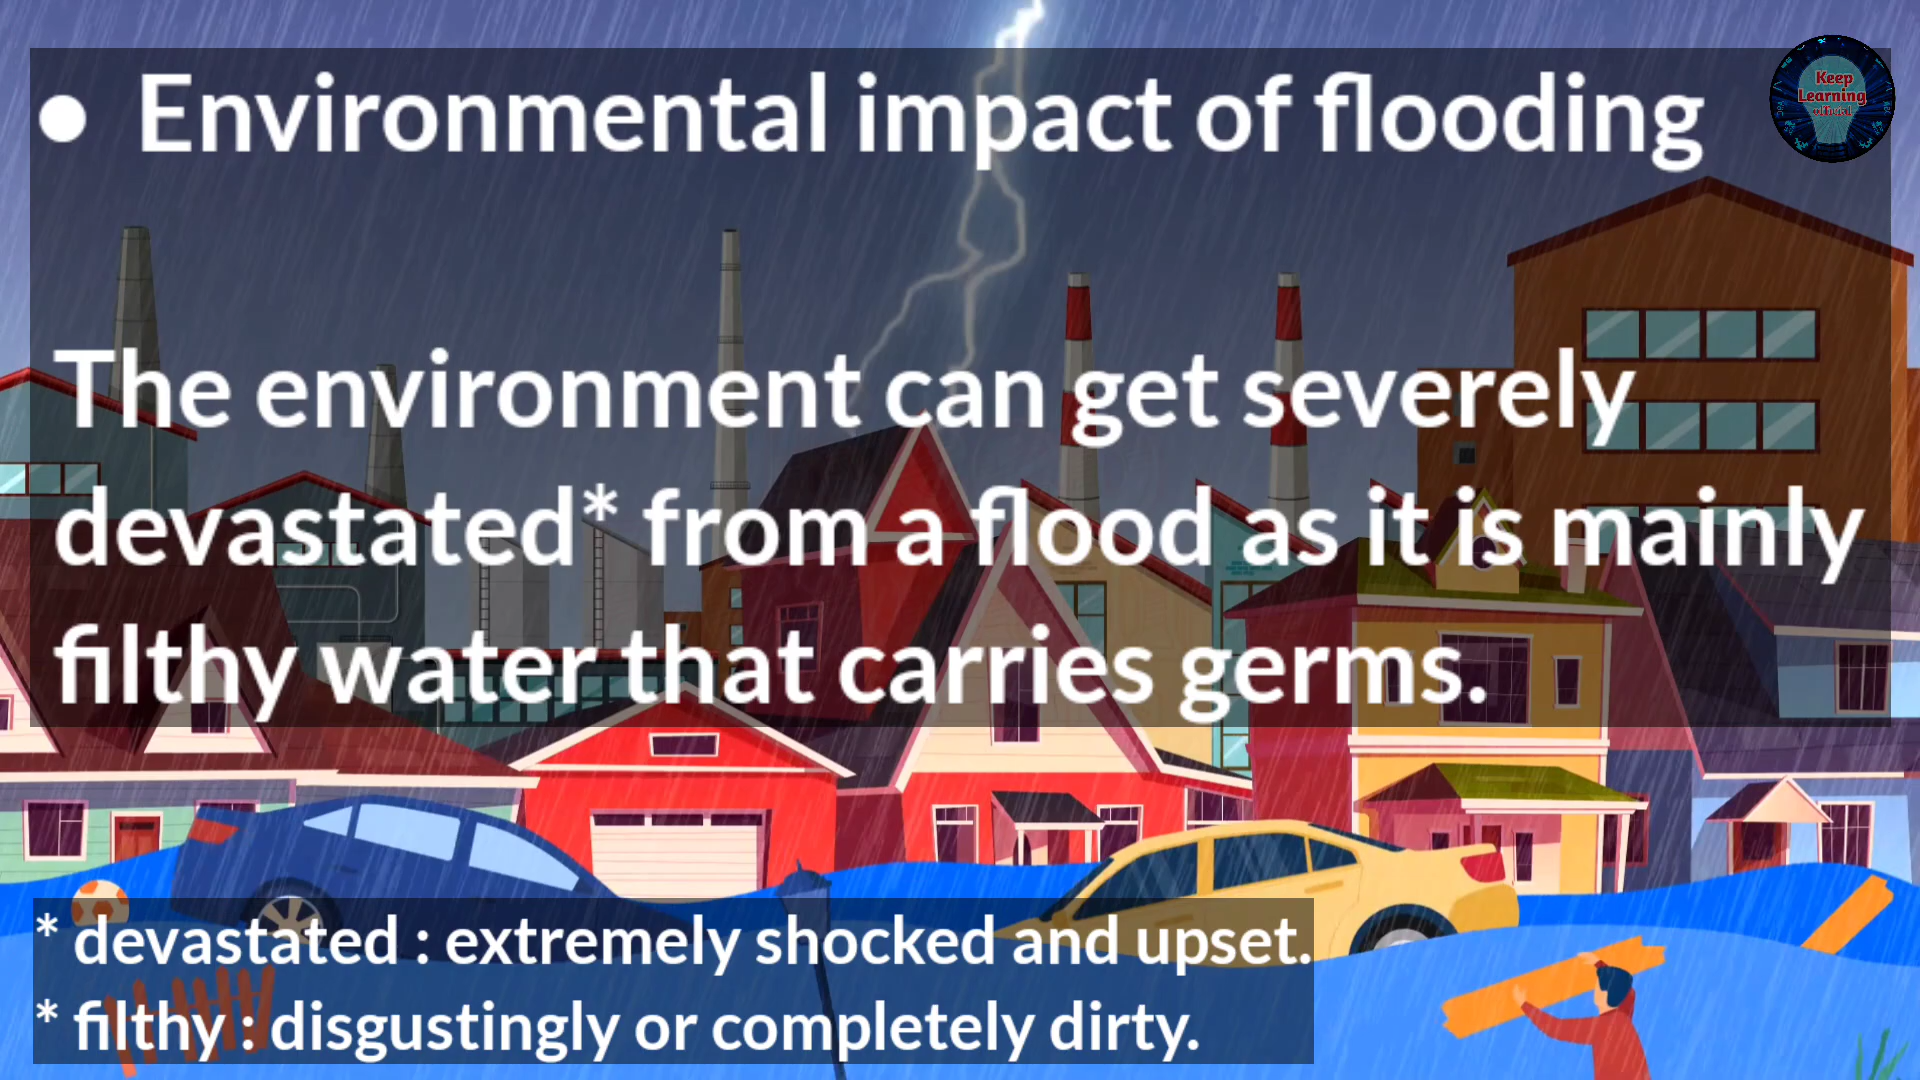 ● Environmental impact of flooding
Keep
Learning
official
The environment can get severely
devastated* from a flood as it is mainly
filthy water that carries germs.
* devastated : extremely shocked and upset.
* filthy : disgustingly or completely dirty.